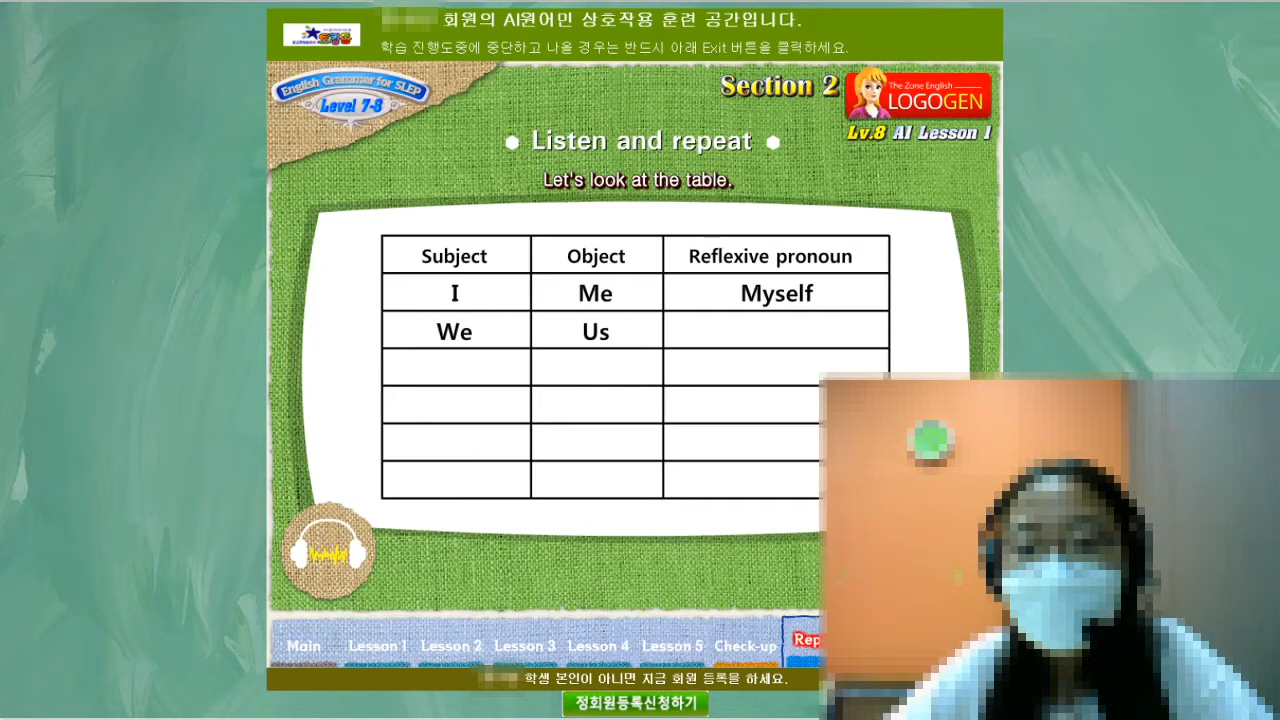 회원의 AI원어민 상호작용 훈련 공간입니다.
학습 진행도중에 중단하고 나올 경우는 반드시 아래 Exit 버튼을 클릭하세요.
English Grammar for SLEP
Level 7-8
Section 2
The Zone English
LOGOGEN
Lv.8 AI Lesson 1
Listen and repeat
Let's look at the table.
Subject Object Reflexive pronoun
I Me Myself
We Us
Main Lesson 1 Lesson 2 Lesson 3 Lesson 4 Lesson 5 Check-up Rep
학생 본인이 아니면 지금 회원 등록을 하세요.
정회원등록신청하기